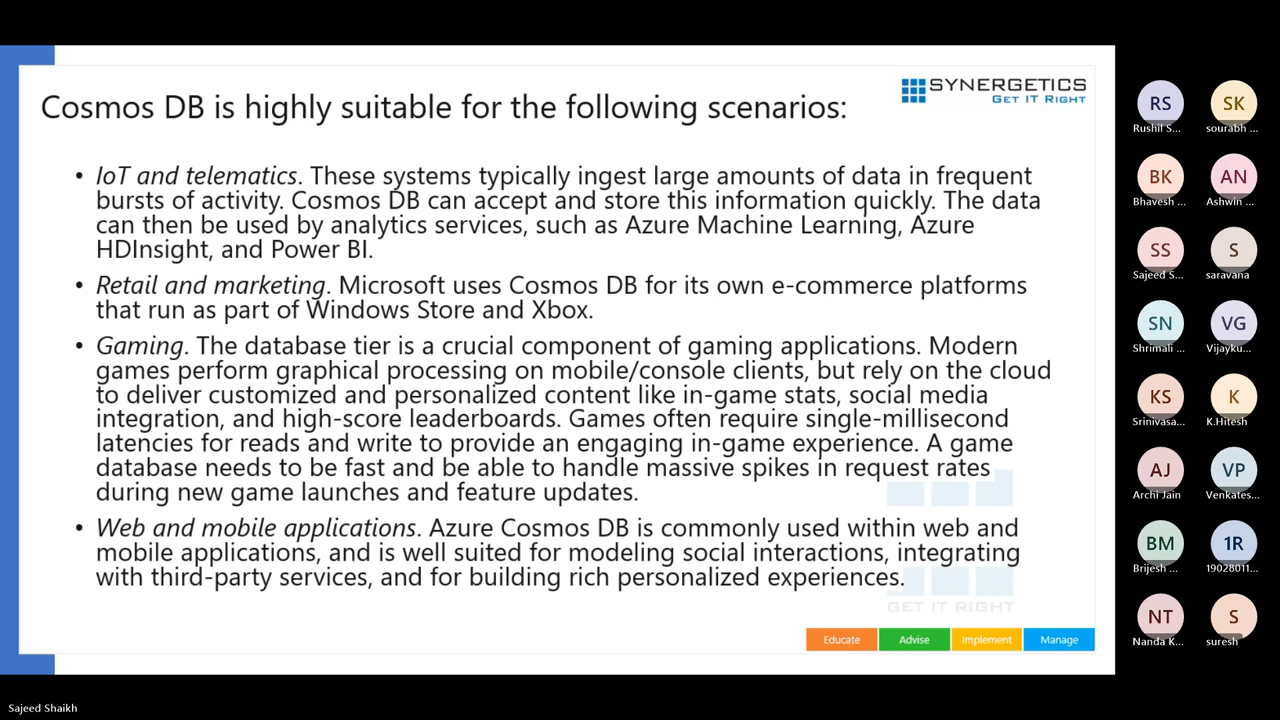 SYNERGETICS
GET IT RIGHT
Cosmos DB is highly suitable for the following scenarios:
• IoT and telematics. These systems typically ingest large amounts of data in frequent
bursts of activity. Cosmos DB can accept and store this information quickly. The data
can then be used by analytics services, such as Azure Machine Learning, Azure
HDInsight, and Power BI.
• Retail and marketing. Microsoft uses Cosmos DB for its own e-commerce platforms
that run as part of Windows Store and Xbox.
• Gaming. The database tier is a crucial component of gaming applications. Modern
games perform graphical processing on mobile/console clients, but rely on the cloud
to deliver customized and personalized content like in-game stats, social media
integration, and high-score leaderboards. Games often require single-millisecond
latencies for reads and write to provide an engaging in-game experience. A game
database needs to be fast and be able to handle massive spikes in request rates
during new game launches and feature updates.
• Web and mobile applications. Azure Cosmos DB is commonly used within web and
mobile applications, and is well suited for modeling social interactions, integrating
with third-party services, and for building rich personalized experiences.
GET IT RIGHT
Educate Advise Implement Manage
RS SK
Rushil S... sourabh ...
BK AN
Bhavesh ... Ashwin ...
SS S
Sajeed S... saravana
SN VG
Shrimali ... Vijayku...
KS K
Srinivasa... K.Hitesh
AJ VP
Archi Jain Venkates...
BM 1R
Brijesh ... 19028011...
NT S
Nanda K... suresh
Sajeed Shaikh